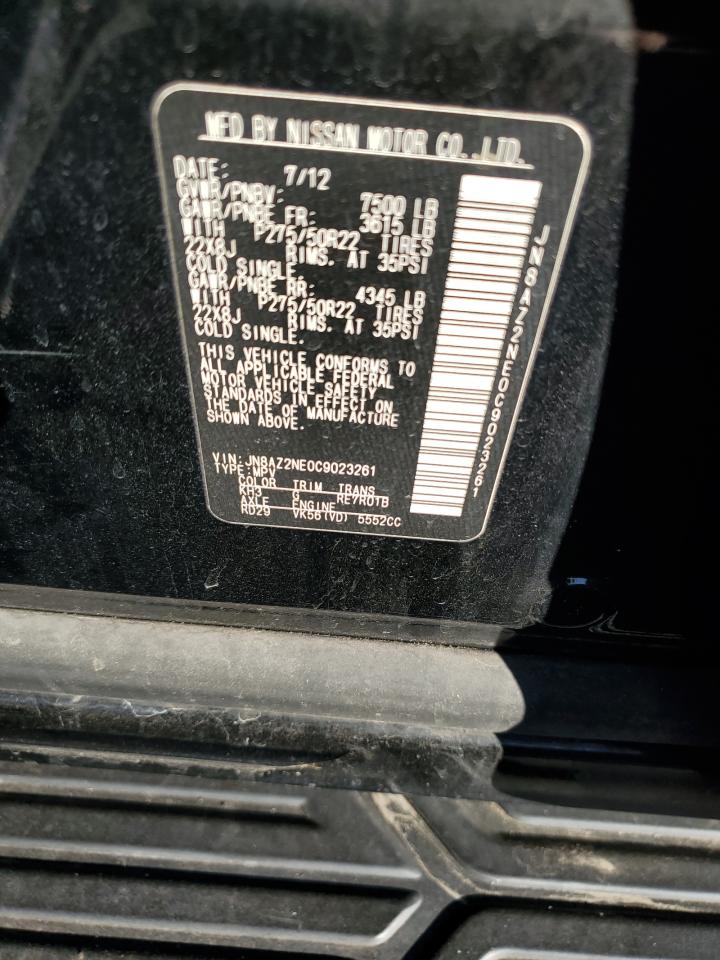 MFD BY NISSAN MOTOR CO.,LTD.
DATE: 7/12
GVWR/PNBV: 7500 LB
GAWR/PNBE FR: 3615 LB
WITH P275/50R22 TIRES
22X8J RIMS. AT 35PSI
COLD SINGLE.
GAWR/PNBE RR: 4345 LB
WITH P275/50R22 TIRES
22X8J RIMS. AT 35PSI
COLD SINGLE.
THIS VEHICLE CONFORMS TO
ALL APPLICABLE FEDERAL
MOTOR VEHICLE SAFETY
STANDARDS IN EFFECT ON
THE DATE OF MANUFACTURE
SHOWN ABOVE.
VIN: JN8AZ2NE0C9023261
TYPE: MPV
COLOR TRIM TRANS
KH3 G RE7R01B
AXLE ENGINE
RD29 VK56(VD) 5552CC
JN8AZ2NE0C9023261